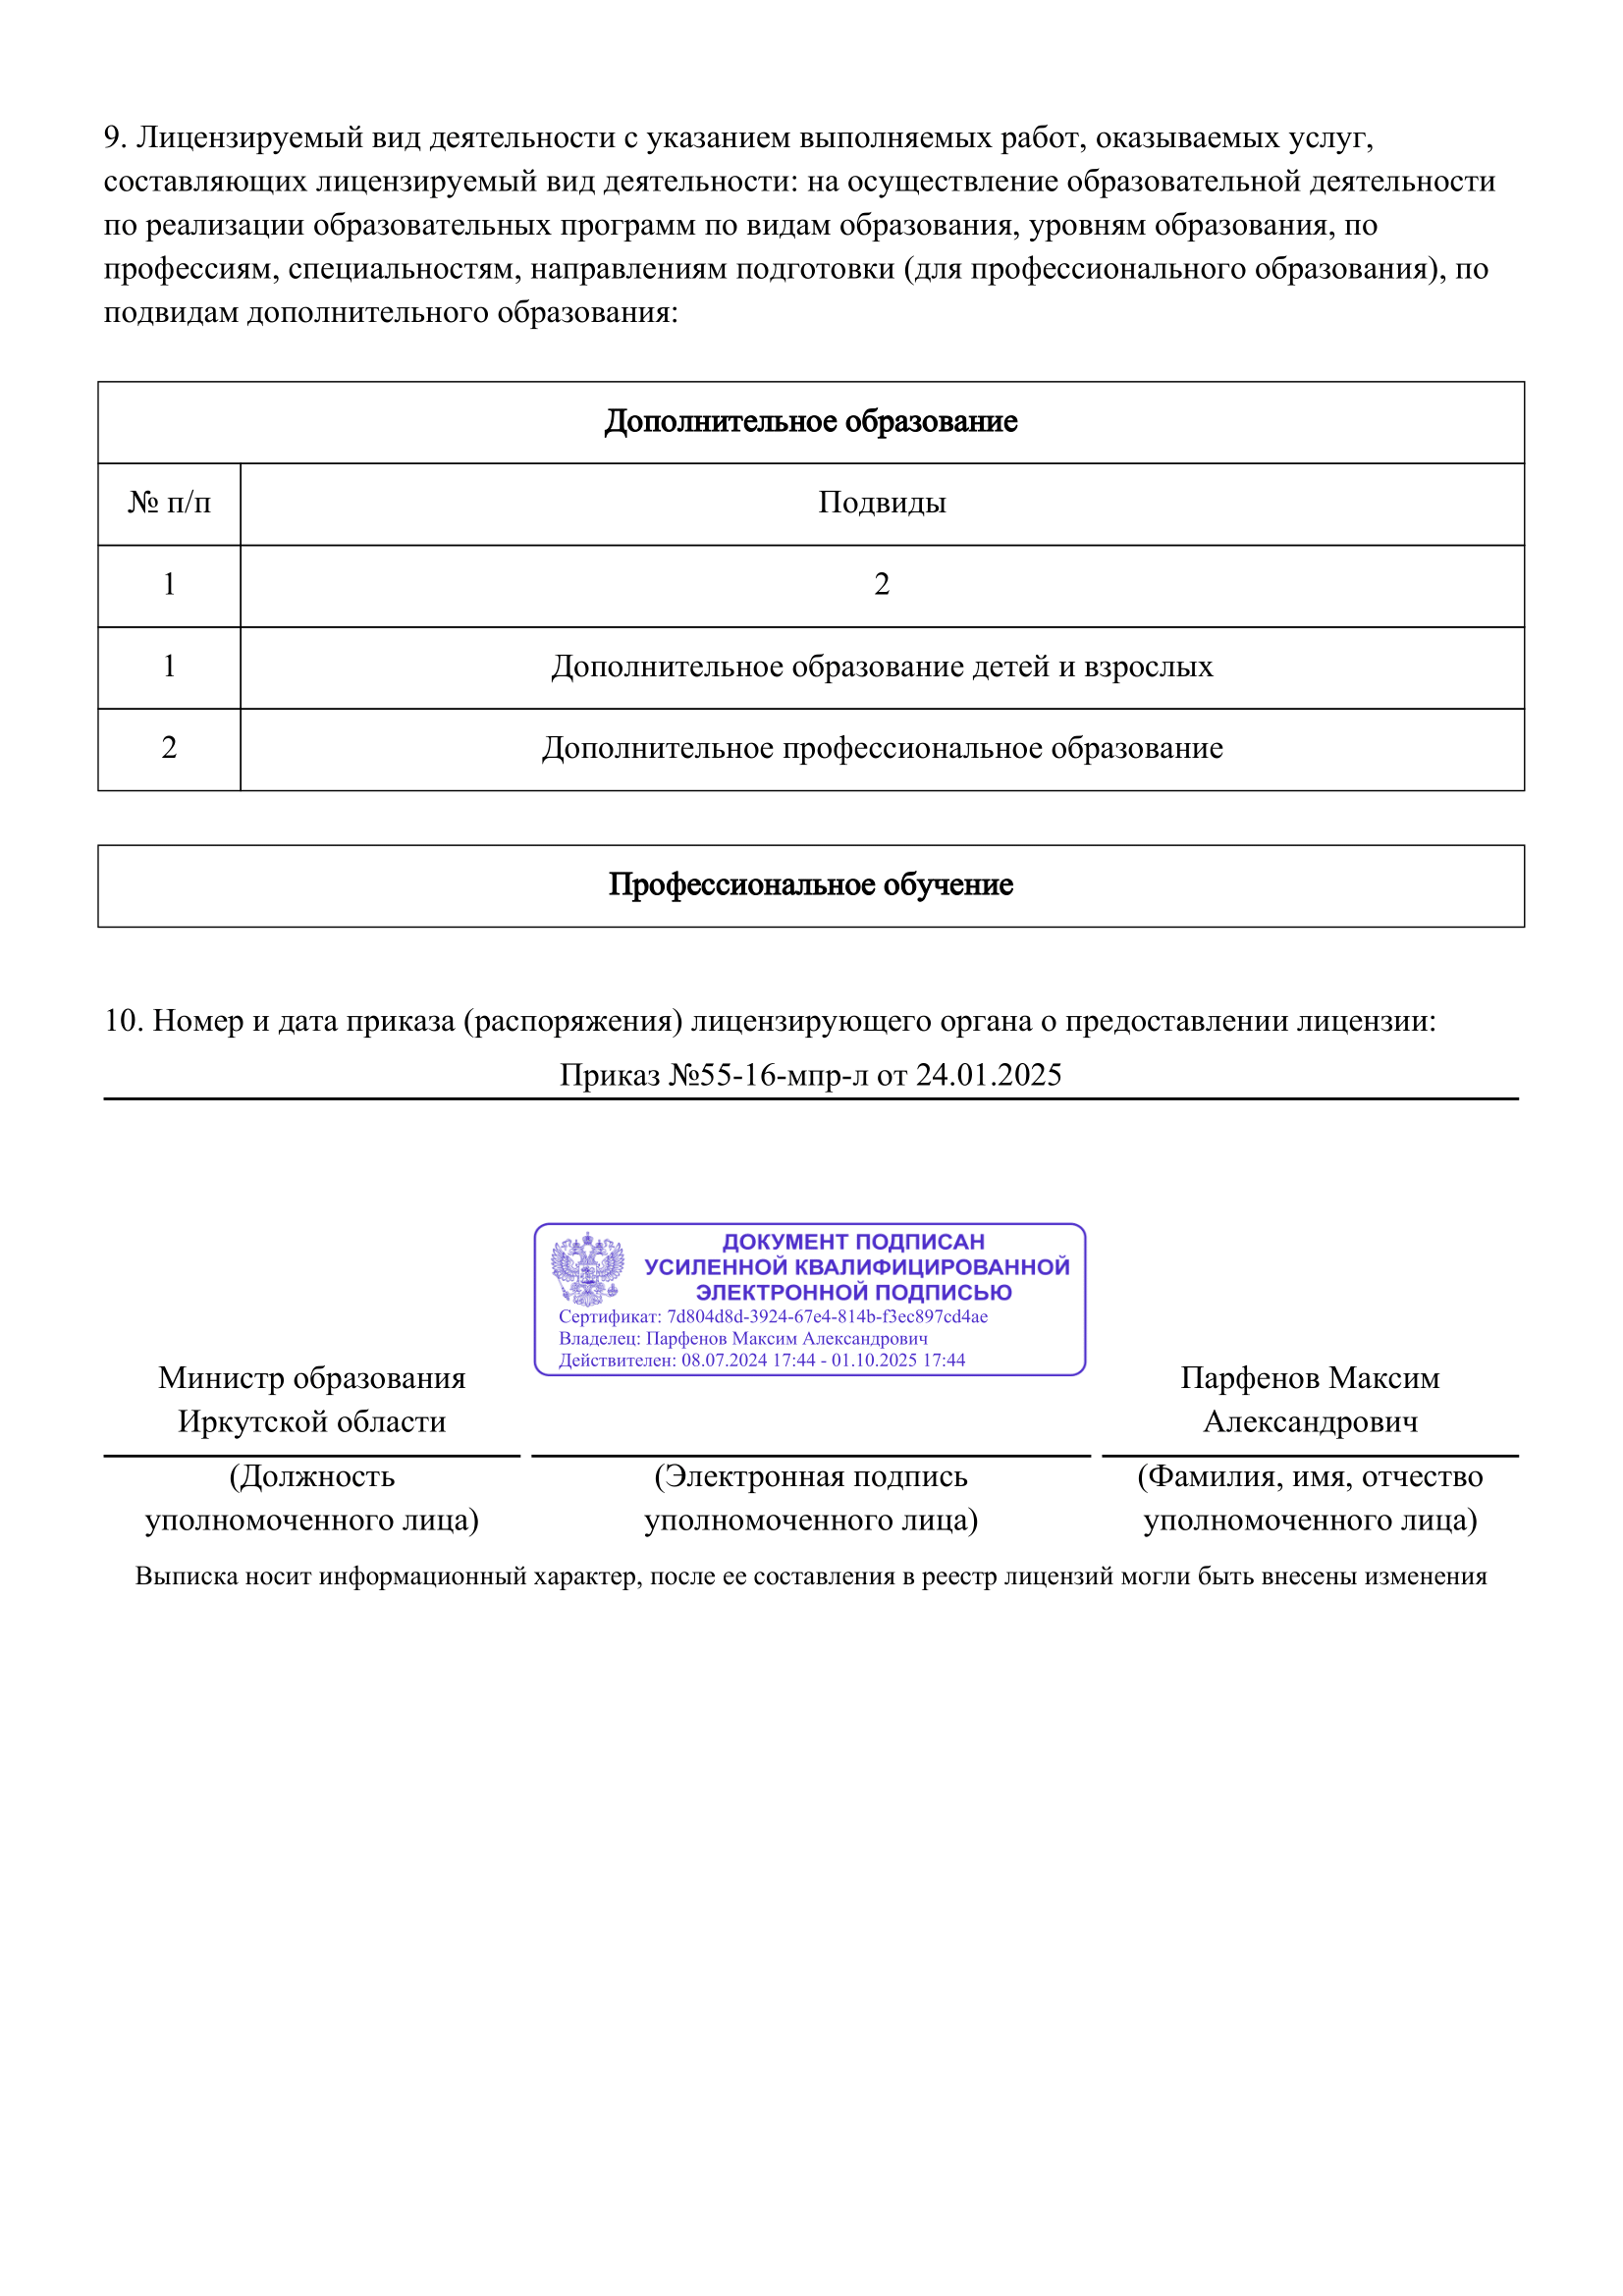 9. Лицензируемый вид деятельности с указанием выполняемых работ, оказываемых услуг,
составляющих лицензируемый вид деятельности: на осуществление образовательной деятельности
по реализации образовательных программ по видам образования, уровням образования, по
профессиям, специальностям, направлениям подготовки (для профессионального образования), по
подвидам дополнительного образования:
Дополнительное образование
№ п/п Подвиды
1 2
1 Дополнительное образование детей и взрослых
2 Дополнительное профессиональное образование
Профессиональное обучение
10. Номер и дата приказа (распоряжения) лицензирующего органа о предоставлении лицензии:
Приказ №55-16-мпр-л от 24.01.2025
ДОКУМЕНТ ПОДПИСАН
УСИЛЕННОЙ КВАЛИФИЦИРОВАННОЙ
ЭЛЕКТРОННОЙ ПОДПИСЬЮ
Сертификат: 7d804d8d-3924-67e4-814b-f3ec897cd4ae
Владелец: Парфенов Максим Александрович
Действителен: 08.07.2024 17:44 - 01.10.2025 17:44
Министр образования
Иркутской области
Парфенов Максим
Александрович
(Должность
уполномоченного лица)
(Электронная подпись
уполномоченного лица)
(Фамилия, имя, отчество
уполномоченного лица)
Выписка носит информационный характер, после ее составления в реестр лицензий могли быть внесены изменения